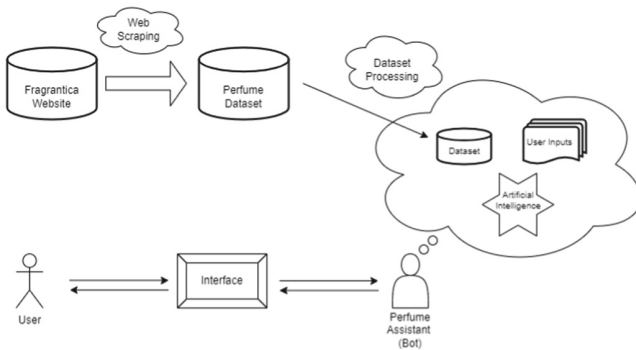 Web
Scraping
Fragrantica
Website
Perfume
Dataset
Dataset
Processing
Dataset
User Inputs
Artificial
Intelligence
User
Interface
Perfume
Assistant
(Bot)